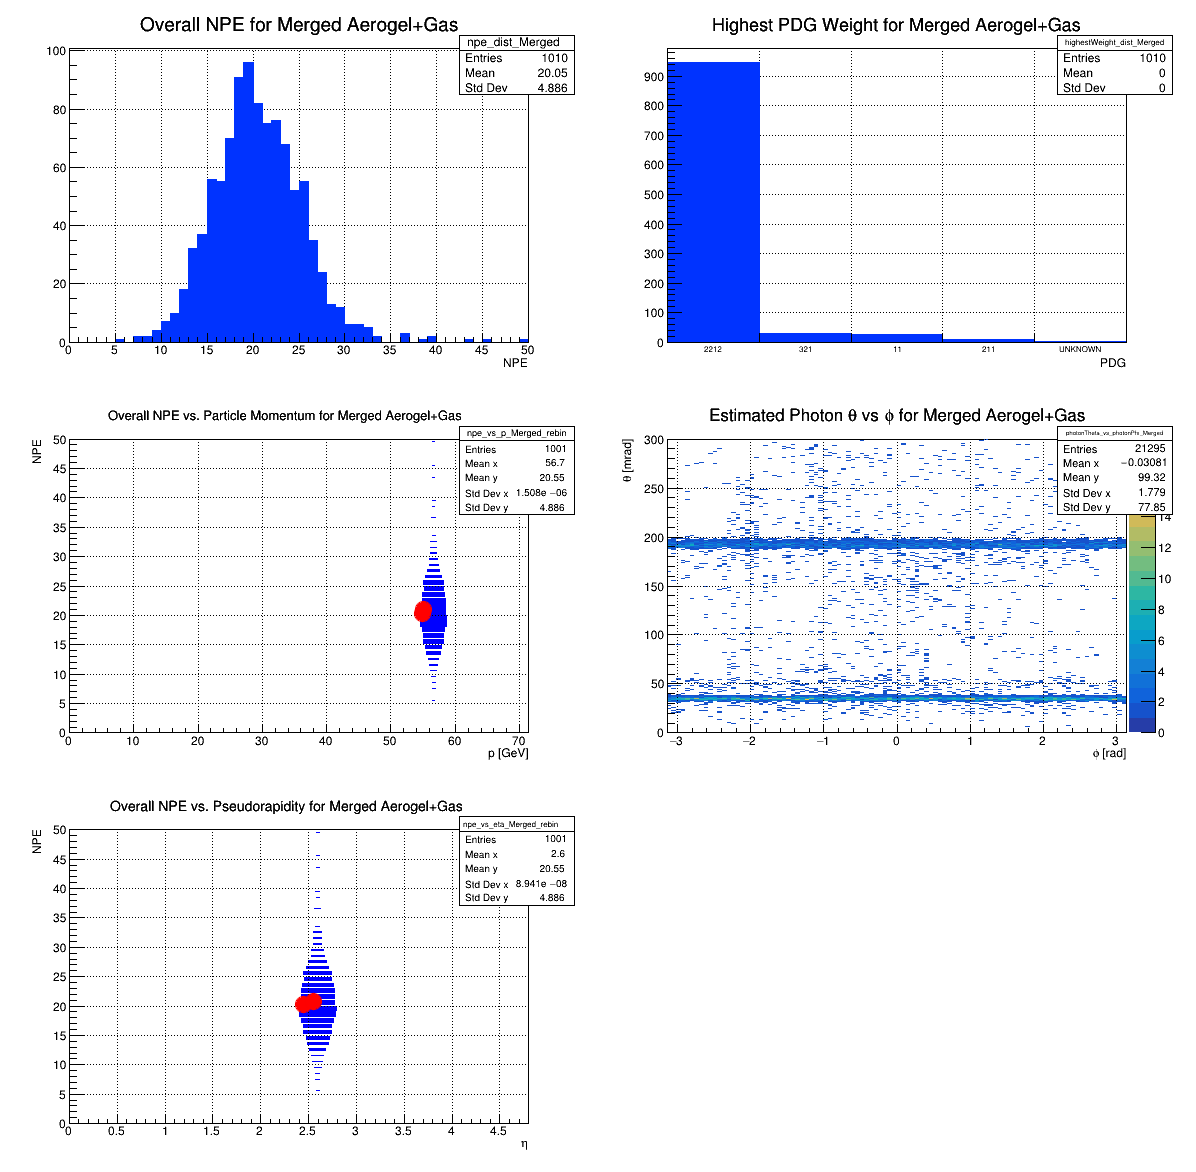 Overall NPE for Merged Aerogel+Gas
npe_dist_Merged
Entries 1010
Mean 20.05
Std Dev 4.886
100
80
60
40
20
0
0 5 10 15 20 25 30 35 40 45 50
NPE
Highest PDG Weight for Merged Aerogel+Gas
highestWeight_dist_Merged
Entries 1010
Mean 0
Std Dev 0
900
800
700
600
500
400
300
200
100
0
2212 321 11 211 UNKNOWN
PDG
Overall NPE vs. Particle Momentum for Merged Aerogel+Gas
npe_vs_p_Merged_rebin
Entries 1001
Mean x 56.7
Mean y 20.55
Std Dev x 1.508e −06
Std Dev y 4.886
NPE
50
45
40
35
30
25
20
15
10
5
0
0 10 20 30 40 50 60 70
p [GeV]
Estimated Photon θ vs ϕ for Merged Aerogel+Gas
photonTheta_vs_photonPhi_Merged
Entries 21295
Mean x −0.03081
Mean y 99.32
Std Dev x 1.779
Std Dev y 77.85
θ [mrad]
300
250
200
150
100
50
0
−3 −2 −1 0 1 2 3
ϕ [rad]
14
12
10
8
6
4
2
0
Overall NPE vs. Pseudorapidity for Merged Aerogel+Gas
npe_vs_eta_Merged_rebin
Entries 1001
Mean x 2.6
Mean y 20.55
Std Dev x 8.941e −08
Std Dev y 4.886
NPE
50
45
40
35
30
25
20
15
10
5
0
0 0.5 1 1.5 2 2.5 3 3.5 4 4.5
η